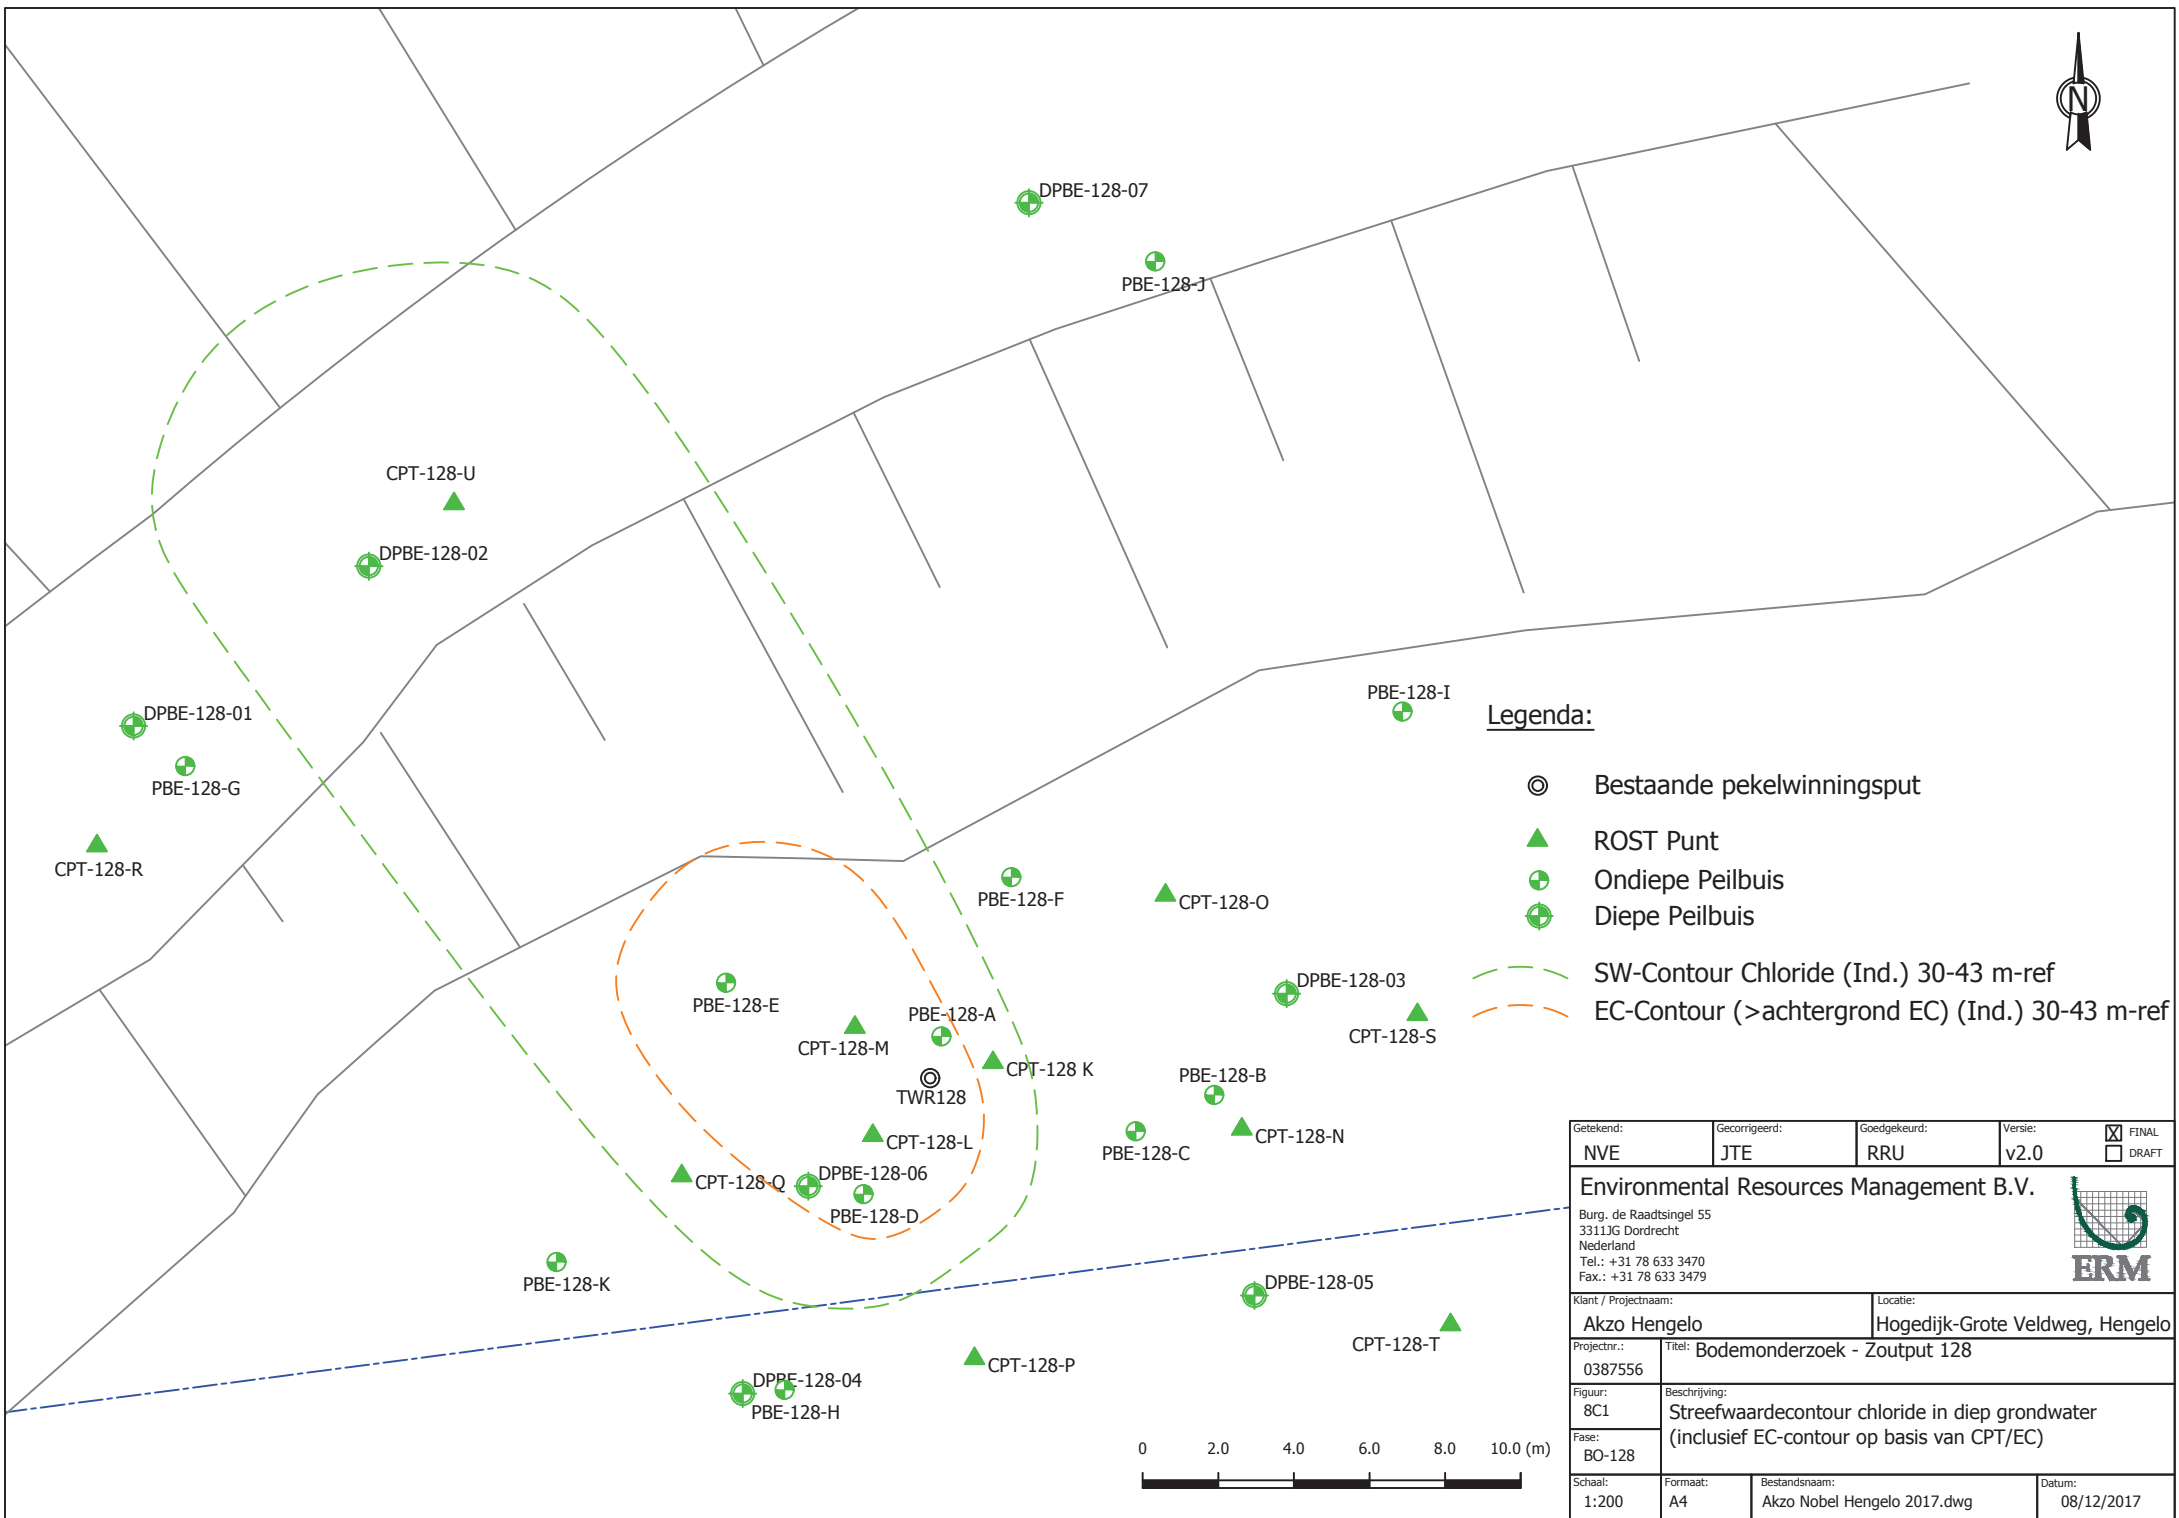 N
DPBE-128-07
PBE-128-J
CPT-128-U
DPBE-128-02
DPBE-128-01
PBE-128-G
CPT-128-R
PBE-128-I
PBE-128-F
CPT-128-O
PBE-128-E
DPBE-128-03
CPT-128-S
PBE-128-A
CPT-128-M
CPT-128 K
TWR128
PBE-128-B
CPT-128-L
PBE-128-C
CPT-128-N
CPT-128-Q
DPBE-128-06
PBE-128-D
PBE-128-K
DPBE-128-05
CPT-128-T
CPT-128-P
DPBE-128-04
PBE-128-H
Legenda:
Bestaande pekelwinningsput
ROST Punt
Ondiepe Peilbuis
Diepe Peilbuis
SW-Contour Chloride (Ind.) 30-43 m-ref
EC-Contour (>achtergrond EC) (Ind.) 30-43 m-ref
0 2.0 4.0 6.0 8.0 10.0 (m)
Getekend: Gecorrigeerd: Goedgekeurd: Versie: X FINAL
NVE JTE RRU v2.0 DRAFT
Environmental Resources Management B.V.
Burg. de Raadtsingel 55
3311JG Dordrecht
Nederland
Tel.: +31 78 633 3470
Fax.: +31 78 633 3479
ERM
Klant / Projectnaam: Locatie:
Akzo Hengelo Hogedijk-Grote Veldweg, Hengelo
Projectnr.: Titel: Bodemonderzoek - Zoutput 128
0387556
Figuur: Beschrijving:
8C1 Streefwaardecontour chloride in diep grondwater
Fase: (inclusief EC-contour op basis van CPT/EC)
BO-128
Schaal: Formaat: Bestandsnaam: Datum:
1:200 A4 Akzo Nobel Hengelo 2017.dwg 08/12/2017